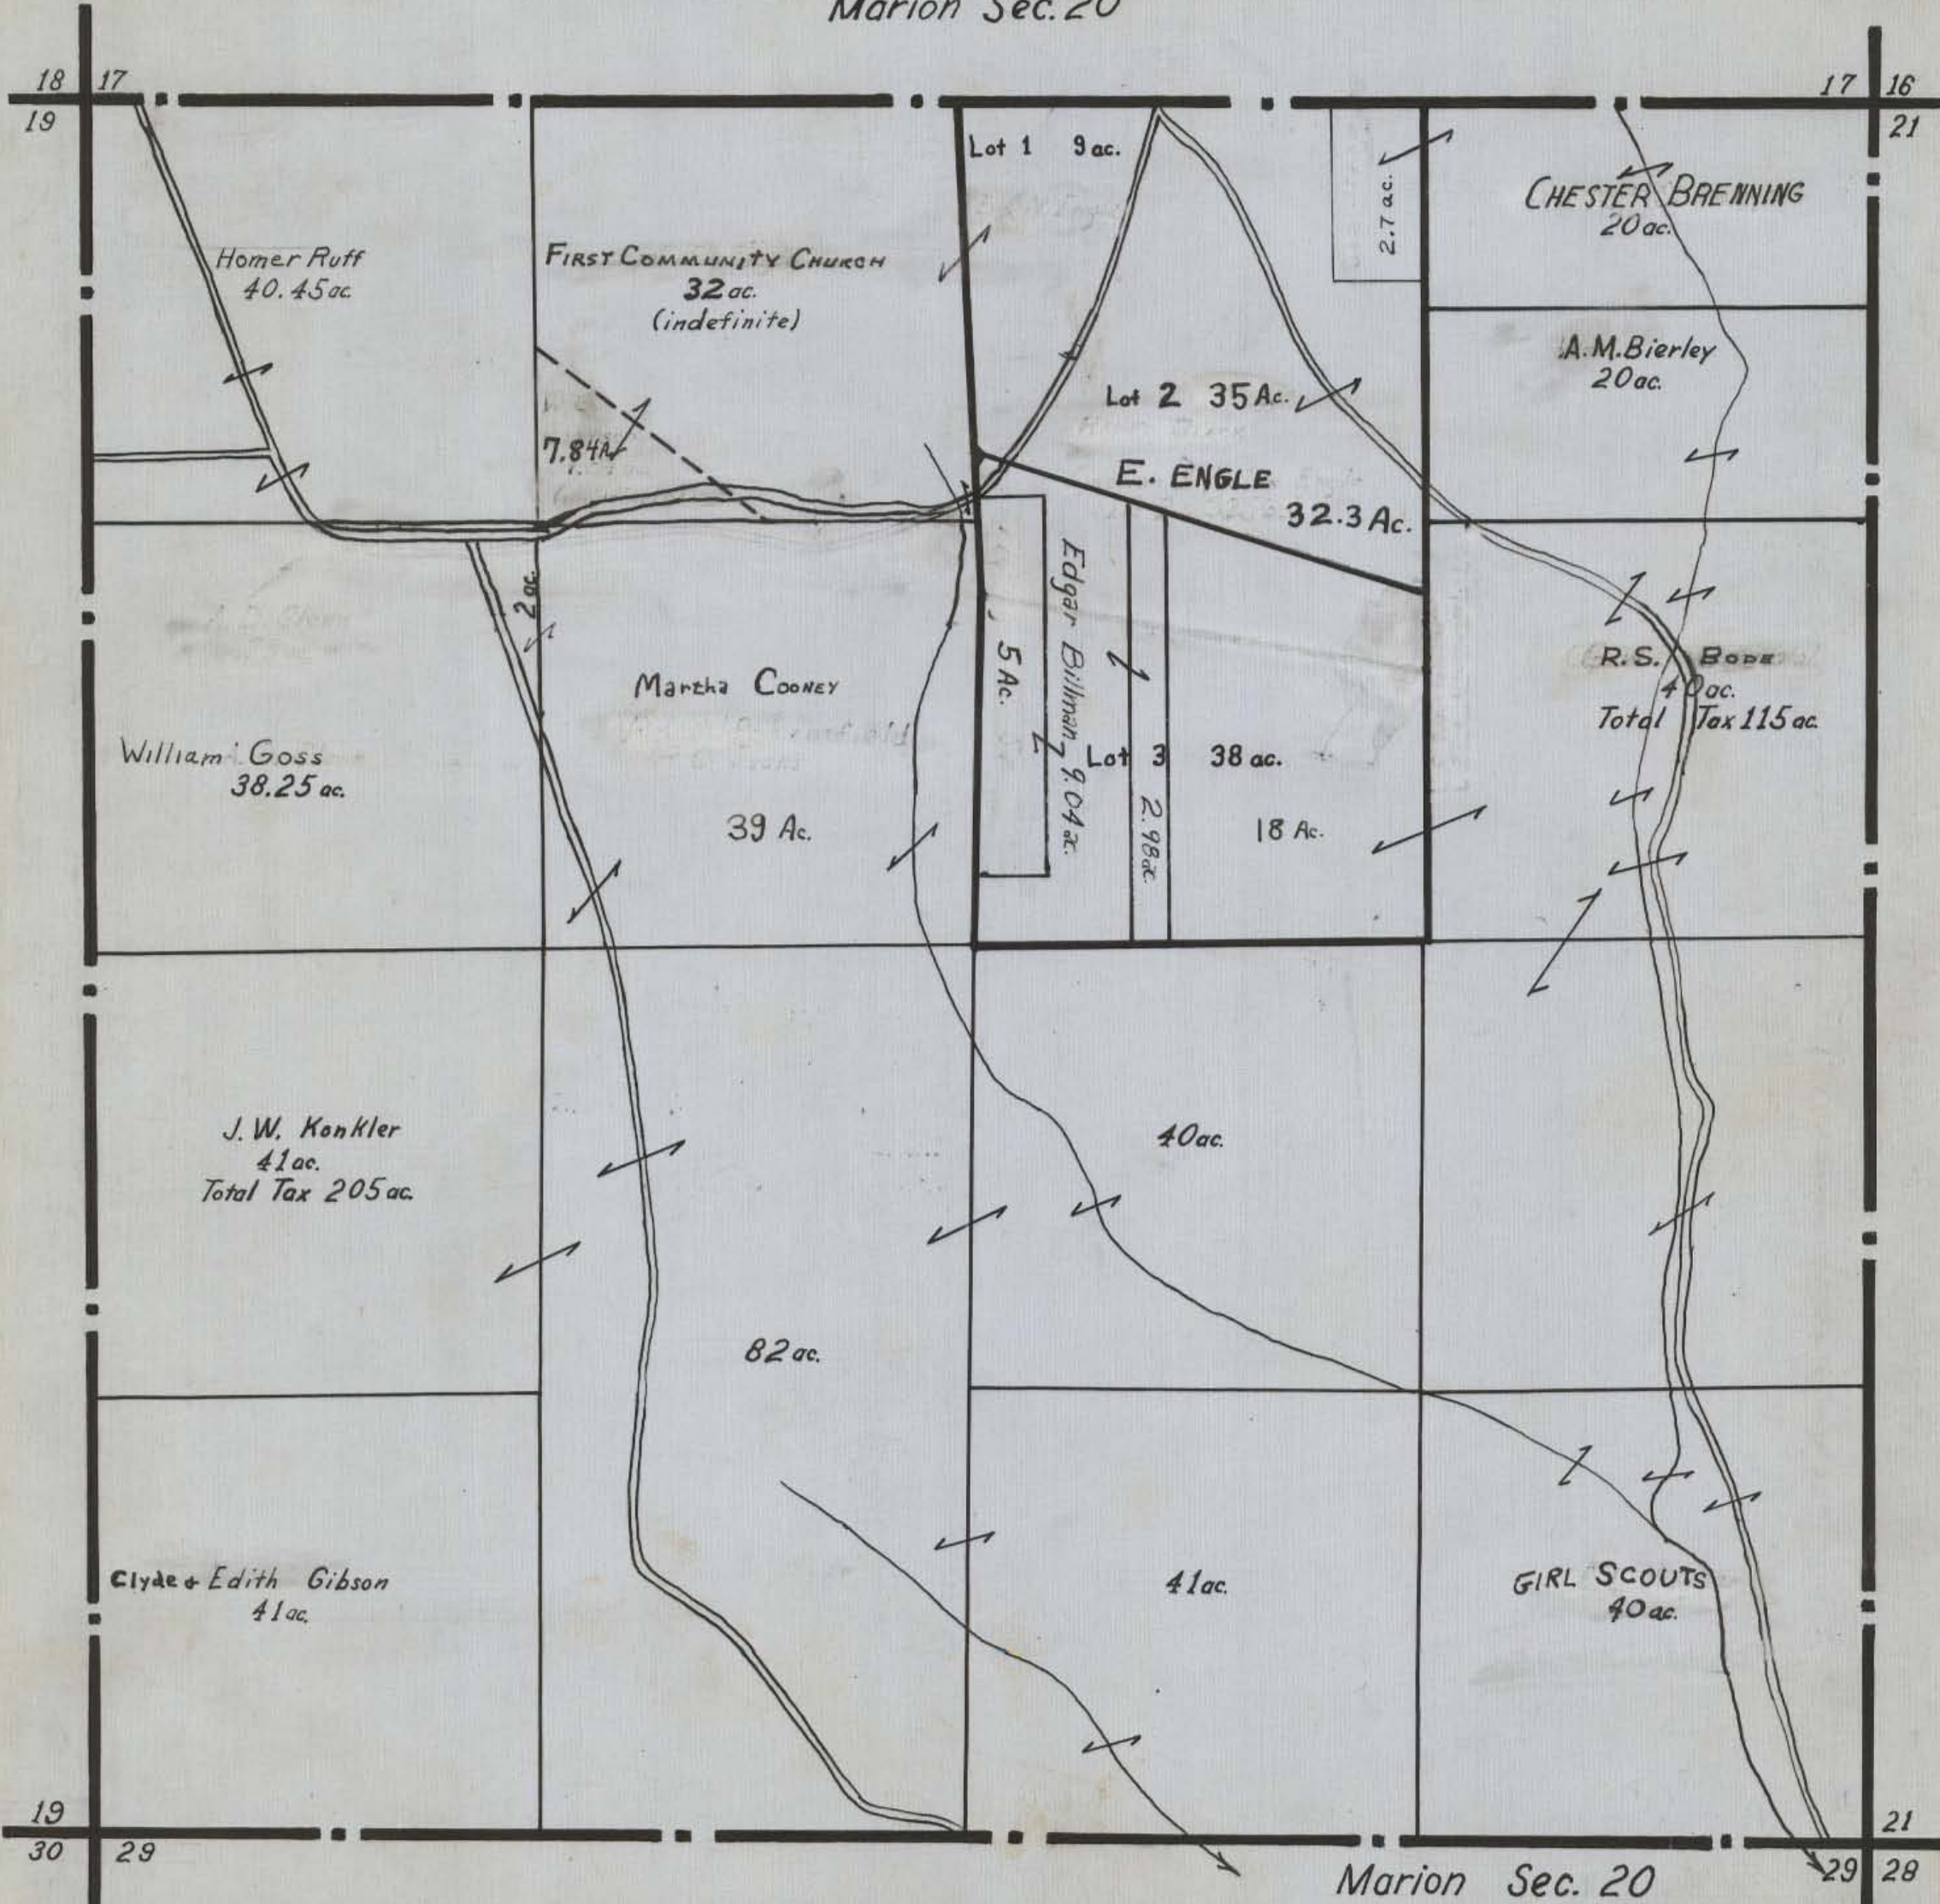 Marion Sec. 20
18 17
19
17 16
21
Lot 1 9 ac.
2.7 ac.
CHESTER BRENNING
20 ac.
Homer Ruff
40.45 ac.
FIRST COMMUNITY CHURCH
32 ac.
(indefinite)
A.M. Bierley
20 ac.
Lot 2 35 Ac.
7.84 A
E. ENGLE
32.3 Ac.
2 ac.
5 Ac.
Edgar Billman 9.04 ac.
R.S. BODE
40 ac.
Total Tax 115 ac.
Martha COONEY
39 Ac.
William Goss
38.25 ac.
Lot 3 38 ac.
2.98 ac.
18 Ac.
J. W. Konkler
41 ac.
Total Tax 205 ac.
40 ac.
82 ac.
Clyde & Edith Gibson
41 ac.
41 ac.
GIRL SCOUTS
40 ac.
19
30 29
21
29 28
Marion Sec. 20